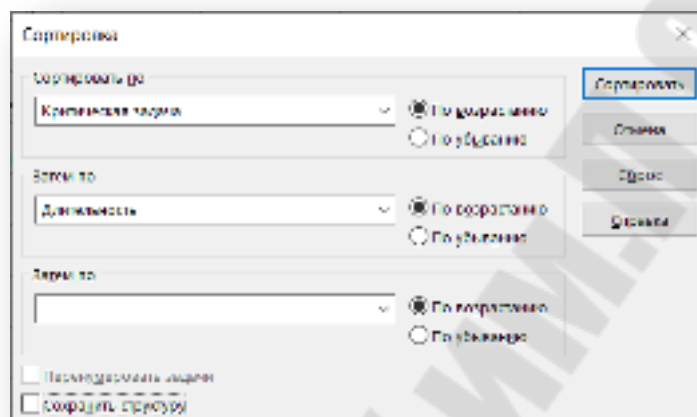 Сортировка
Сортировать по
Сортировать
Критическая задача
По возрастанию
По убыванию
Отмена
Затем по
Сброс
Длительность
По возрастанию
По убыванию
Справка
Затем по
По возрастанию
По убыванию
Перенумеровать задачи
Сохранить структуру